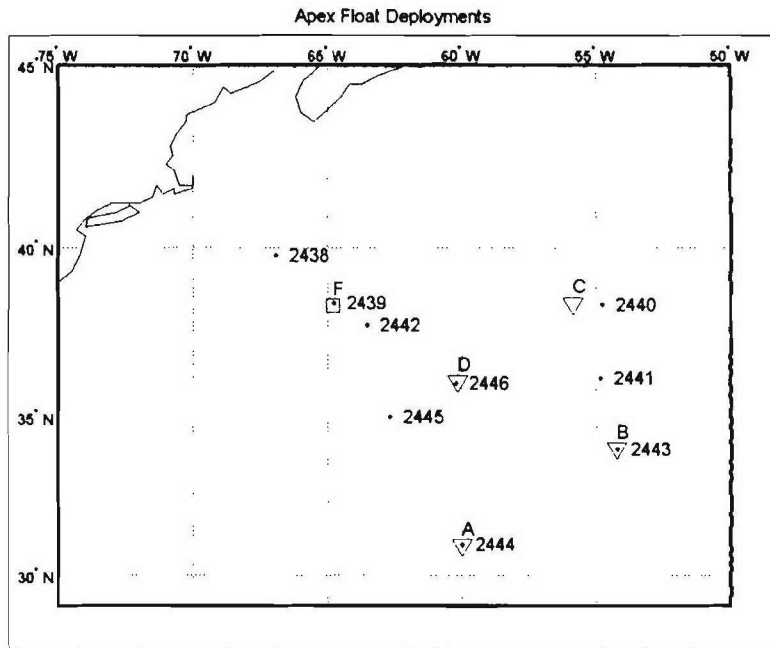 Apex Float Deployments
75° W 70° W 65° W 60° W 55° W 50° W
45° N
40° N
2438
F
2439
C
2440
2442
D
2446
2441
35° N
2445
B
2443
A
2444
30° N